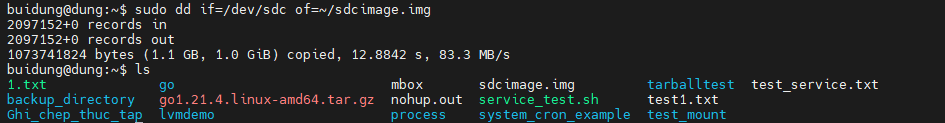 buidung@dung:~$ sudo dd if=/dev/sdc of=~/sdcimage.img
2097152+0 records in
2097152+0 records out
1073741824 bytes (1.1 GB, 1.0 GiB) copied, 12.8842 s, 83.3 MB/s
buidung@dung:~$ ls
1.txt go mbox sdcimage.img tarballtest test_service.txt
backup_directory go1.21.4.linux-amd64.tar.gz nohup.out service_test.sh test1.txt
Ghi_chep_thuc_tap lvmdemo process system_cron_example test_mount